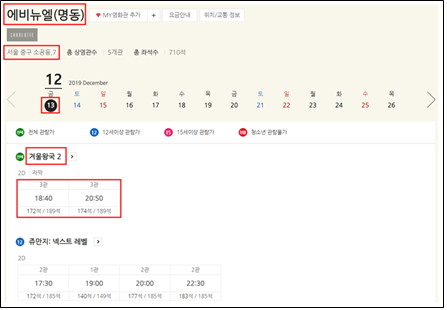 에비뉴엘(명동) ♥ MY영화관 추가 + 요금안내 위치/교통 정보
CHARLOTTE
서울 중구 소공동,7 총 상영관수 : 5개관 총 좌석수 : 710석
12 2019 December
금 토 일 월 화 수 목 금 토 일 월 화 수 목
13 14 15 16 17 18 19 20 21 22 23 24 25 26
전체 전체 관람가 12 12세이상 관람가 15 15세이상 관람가 청불 청소년 관람불가
전체 겨울왕국 2 >
2D 자막
3관 3관
18:40 20:50
172석 / 189석 174석 / 189석
12 쥬만지: 넥스트 레벨 >
2D
2관 1관 2관 2관
17:30 19:00 20:00 22:30
172석 / 185석 140석 / 149석 177석 / 185석 183석 / 185석